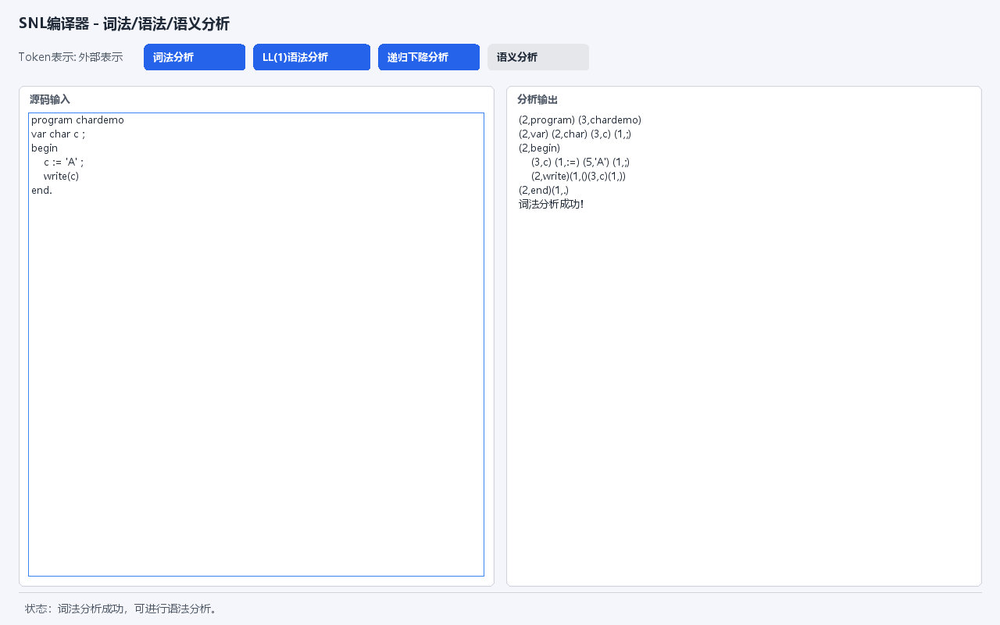 SNL编译器 - 词法/语法/语义分析
Token表示: 外部表示
词法分析
LL(1)语法分析
递归下降分析
语义分析
源码输入
program chardemo
var char c ;
begin
    c := 'A' ;
    write(c)
end.
分析输出
(2,program) (3,chardemo)
(2,var) (2,char) (3,c) (1,;)
(2,begin)
    (3,c) (1,:=) (5,'A') (1,;)
    (2,write)(1,()(3,c)(1,))
(2,end)(1,.)
词法分析成功!
状态：词法分析成功，可进行语法分析。